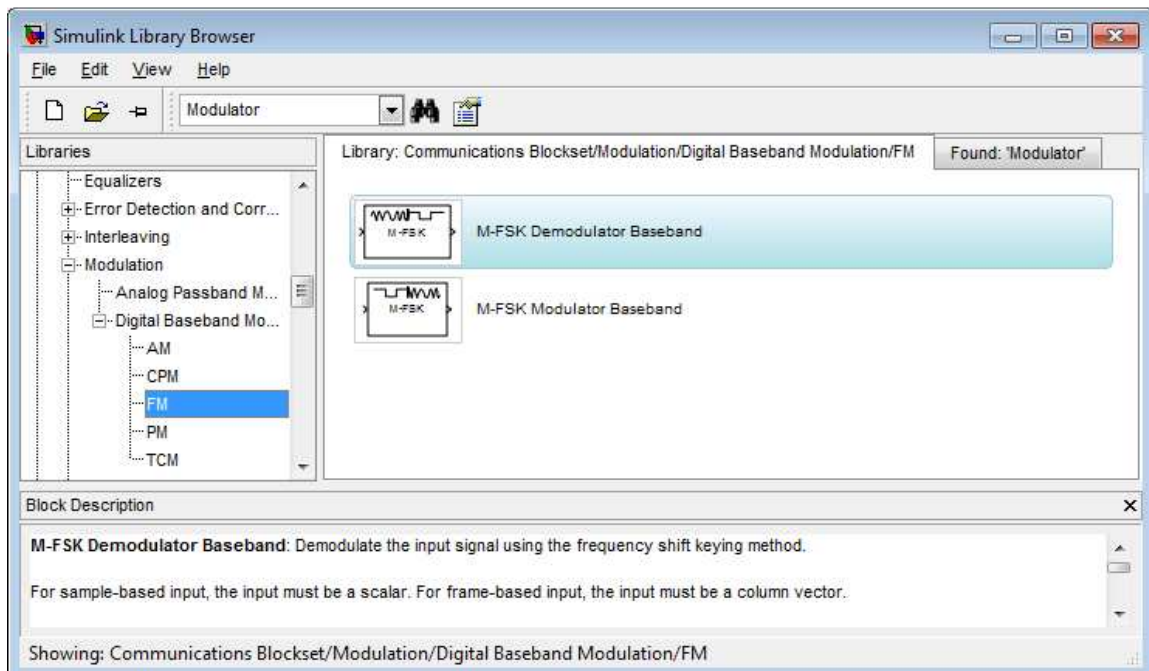 Simulink Library Browser
File Edit View Help
Modulator
Libraries
Equalizers
Error Detection and Corr...
Interleaving
Modulation
Analog Passband M...
Digital Baseband Mo...
AM
CPM
FM
PM
TCM
Library: Communications Blockset/Modulation/Digital Baseband Modulation/FM
Found: 'Modulator'
M-FSK
M-FSK Demodulator Baseband
M-FSK
M-FSK Modulator Baseband
Block Description
M-FSK Demodulator Baseband: Demodulate the input signal using the frequency shift keying method.
For sample-based input, the input must be a scalar. For frame-based input, the input must be a column vector.
Showing: Communications Blockset/Modulation/Digital Baseband Modulation/FM